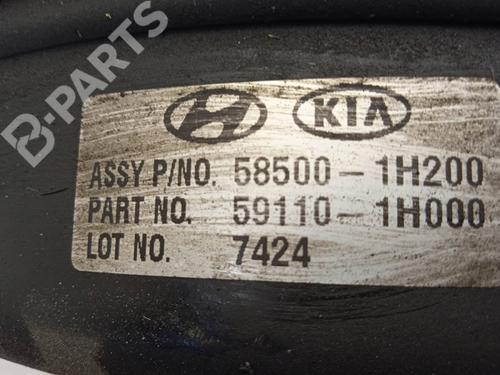 B-PARTS
KIA
ASSY P/NO. 58500-1H200
PART NO. 59110-1H000
LOT NO. 7424